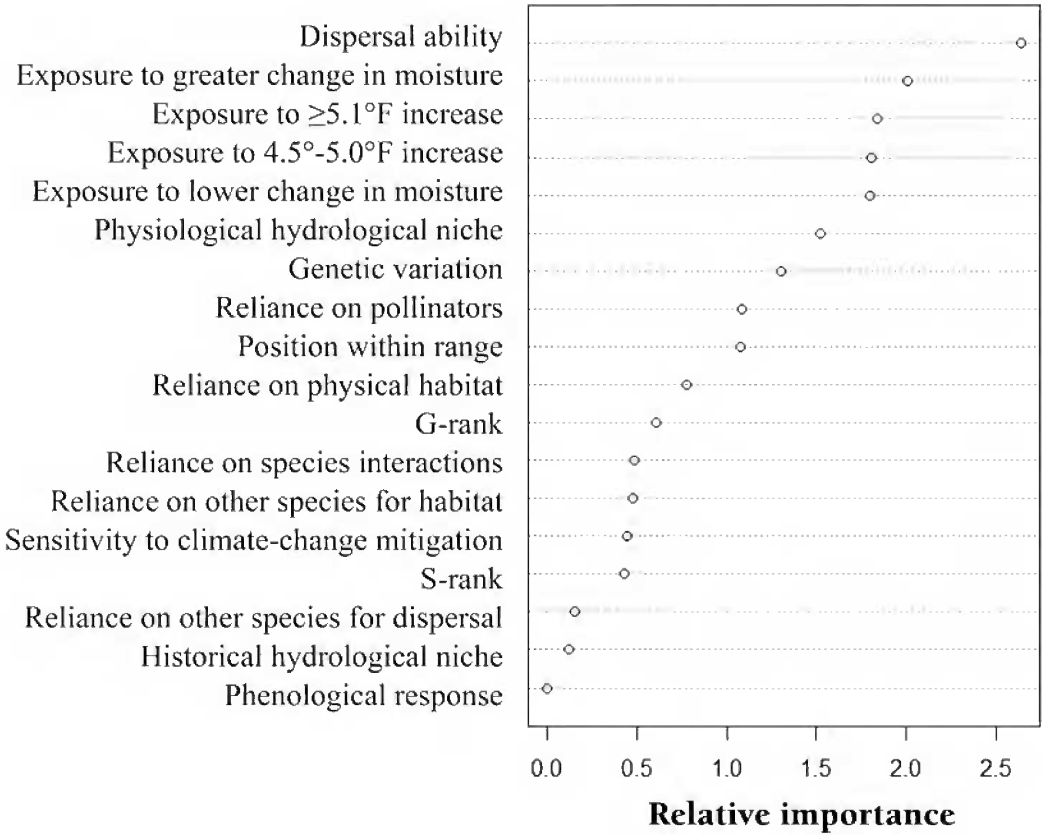 Dispersal ability
Exposure to greater change in moisture
Exposure to ≥5.1°F increase
Exposure to 4.5°-5.0°F increase
Exposure to lower change in moisture
Physiological hydrological niche
Genetic variation
Reliance on pollinators
Position within range
Reliance on physical habitat
G-rank
Reliance on species interactions
Reliance on other species for habitat
Sensitivity to climate-change mitigation
S-rank
Reliance on other species for dispersal
Historical hydrological niche
Phenological response
0.0 0.5 1.0 1.5 2.0 2.5
Relative importance